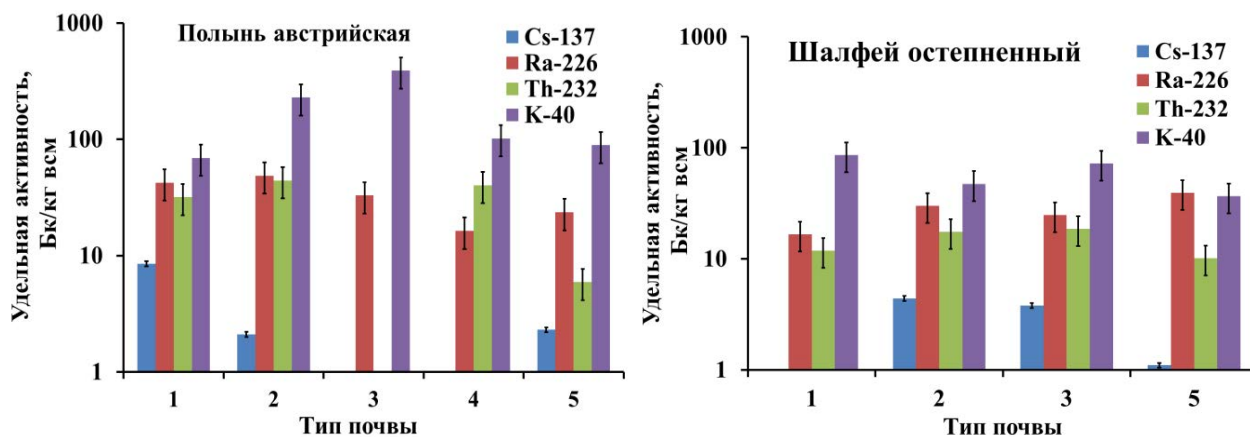 Полынь австрийская
Cs-137
Ra-226
Th-232
K-40
Удельная активность,
Бк/кг всм
1000
100
10
1
1 2 3 4 5
Тип почвы
Шалфей остепненный
Cs-137
Ra-226
Th-232
K-40
Удельная активность,
Бк/кг всм
1000
100
10
1
1 2 3 5
Тип почвы